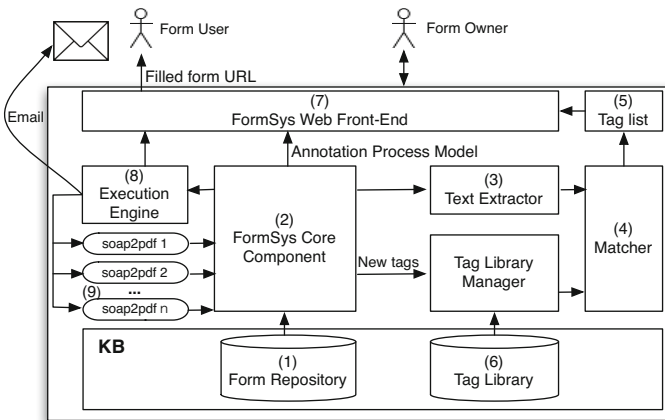 Form User
Form Owner
Filled form URL
Email
(7)
FormSys Web Front-End
(5)
Tag list
Annotation Process Model
(8)
Execution
Engine
(2)
FormSys Core
Component
(3)
Text Extractor
(4)
Matcher
soap2pdf 1
soap2pdf 2
(9) ...
soap2pdf n
New tags
Tag Library
Manager
KB
(1)
Form Repository
(6)
Tag Library